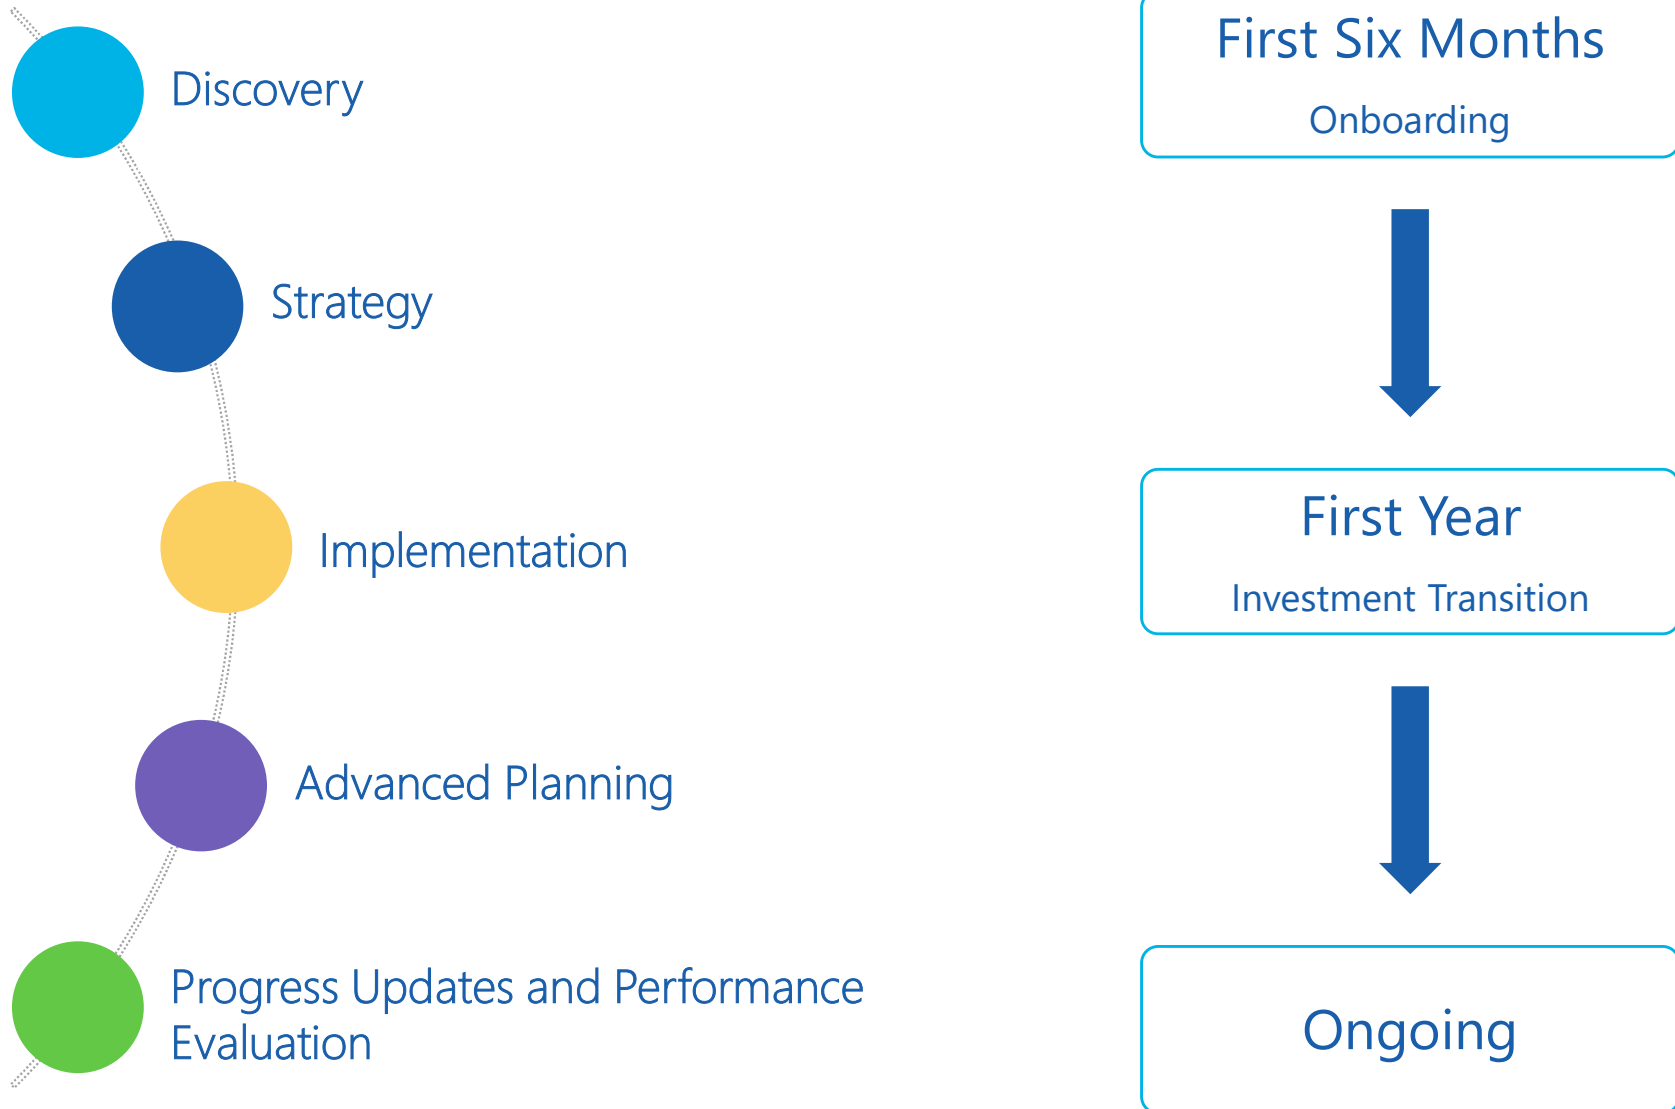 Discovery
Strategy
Implementation
Advanced Planning
Progress Updates and Performance
Evaluation
First Six Months
Onboarding
First Year
Investment Transition
Ongoing